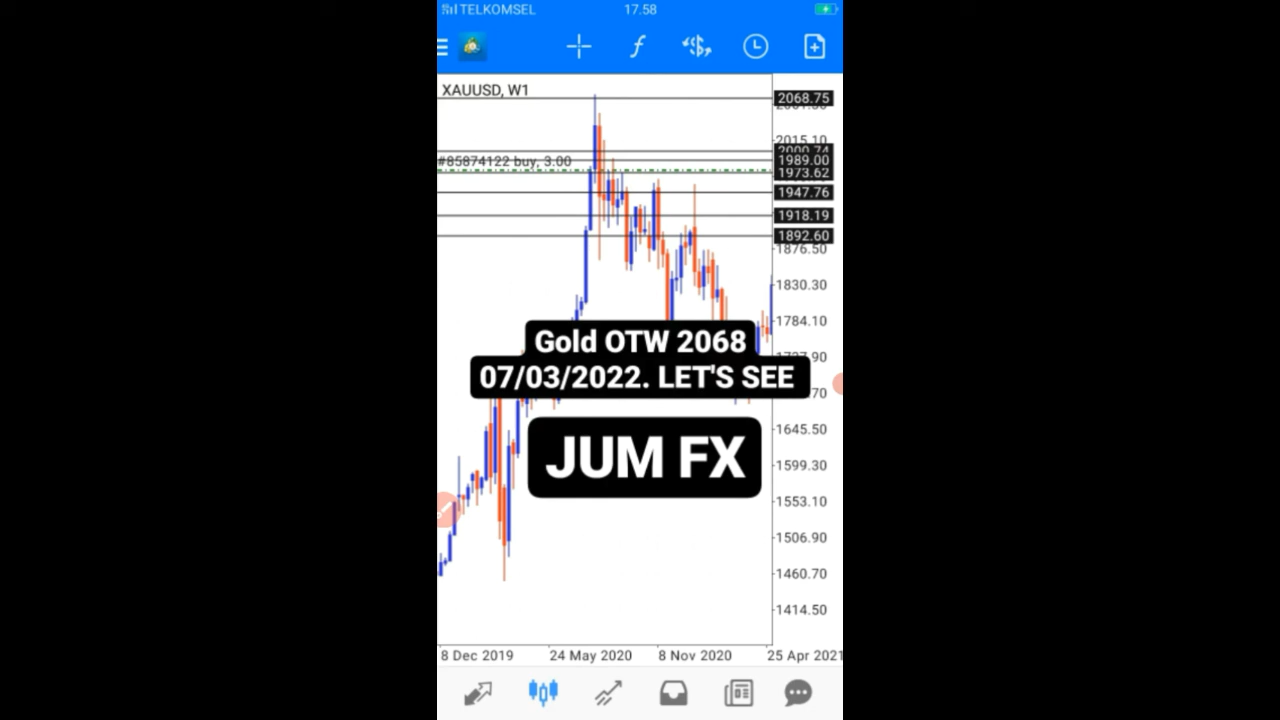 TELKOMSEL
17.58
XAUUSD, W1
2068.75
2015.10
2000.74
#85874122 buy, 3.00
1989.00
1973.62
1947.76
1918.19
1892.60
1876.50
1830.30
1784.10
Gold OTW 2068
07/03/2022. LET'S SEE
JUM FX
1645.50
1599.30
1553.10
1506.90
1460.70
1414.50
8 Dec 2019
24 May 2020
8 Nov 2020
25 Apr 2021